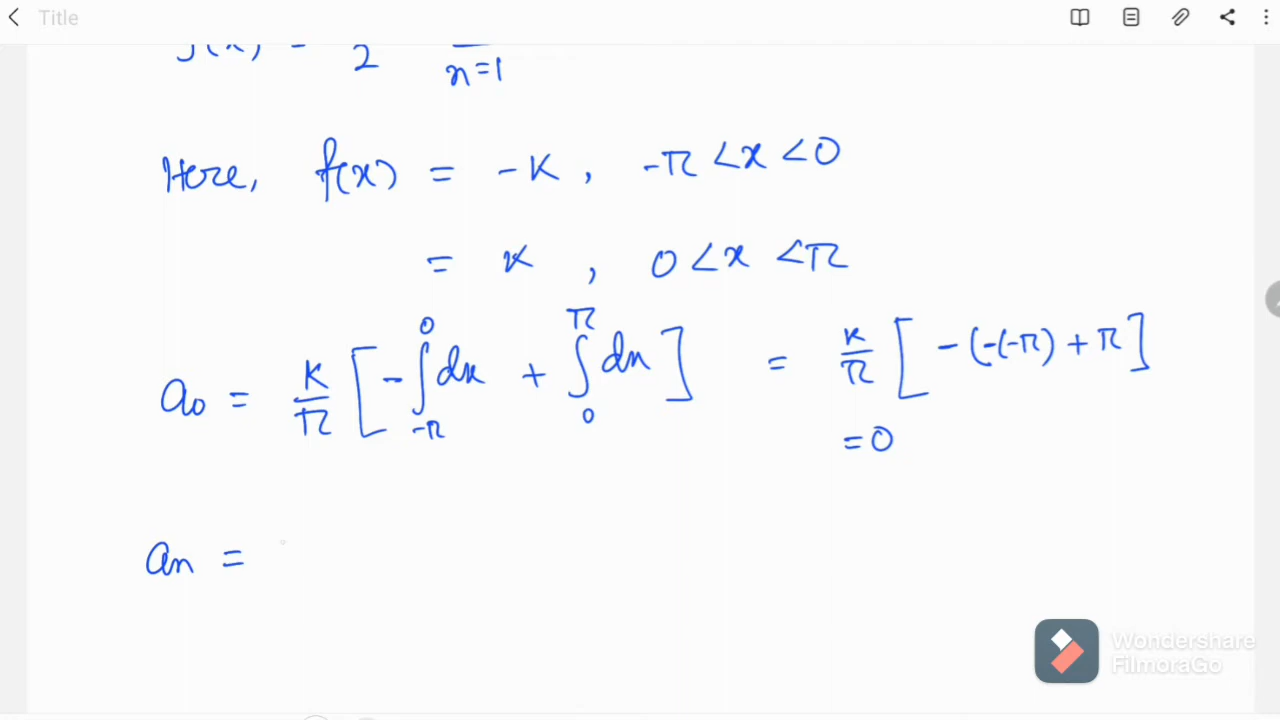 Title
f(x) = 2 n=1
Here, f(x) = -K, -π < x < 0
= K, 0 < x < π
a₀ = K/π [ -∫₋π⁰ dx + ∫₀^π dx ] = K/π [ -(-(-π) + π ]
= 0
aₙ =
Wondershare
FilmoraGo